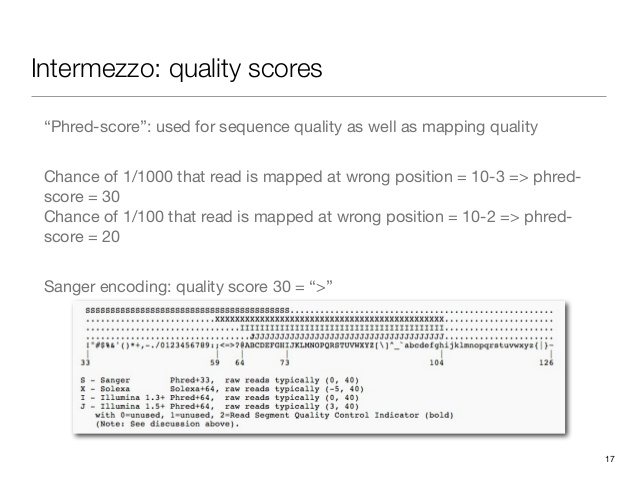 Intermezzo: quality scores
“Phred-score”: used for sequence quality as well as mapping quality
Chance of 1/1000 that read is mapped at wrong position = 10-3 => phred-
score = 30
Chance of 1/100 that read is mapped at wrong position = 10-2 => phred-
score = 20
Sanger encoding: quality score 30 = “>”
SSSSSSSSSSSSSSSSSSSSSSSSSSSSSSSSSSSSSSSSS.....................................................
..........................XXXXXXXXXXXXXXXXXXXXXXXXXXXXXXXXXXXXXXXXXXXXXX......................
...............................IIIIIIIIIIIIIIIIIIIIIIIIIIIIIIIIIIIIIIIII......................
.................................JJJJJJJJJJJJJJJJJJJJJJJJJJJJJJJJJJJJJJJ......................
!"#$%&'()*+,-./0123456789:;<=>?@ABCDEFGHIJKLMNOPQRSTUVWXYZ[\]^_`abcdefghijklmnopqrstuvwxyz{|}~
| | | | | |
33 59 64 73 104 126
S - Sanger Phred+33, raw reads typically (0, 40)
X - Solexa Solexa+64, raw reads typically (-5, 40)
I - Illumina 1.3+ Phred+64, raw reads typically (0, 40)
J - Illumina 1.5+ Phred+64, raw reads typically (3, 40)
with 0=unused, 1=unused, 2=Read Segment Quality Control Indicator (bold)
(Note: See discussion above).
17